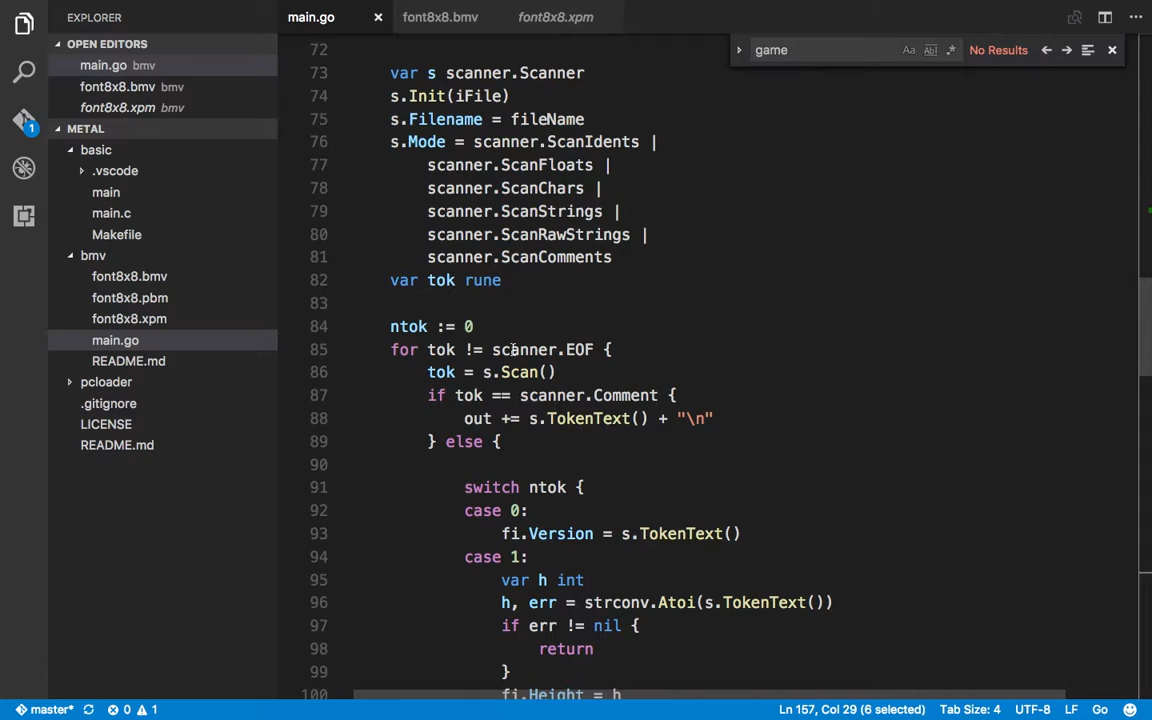 EXPLORER
main.go
font8x8.bmv
font8x8.xpm
OPEN EDITORS
main.go bmv
font8x8.bmv bmv
font8x8.xpm bmv
METAL
basic
.vscode
main
main.c
Makefile
bmv
font8x8.bmv
font8x8.pbm
font8x8.xpm
main.go
README.md
pcloader
.gitignore
LICENSE
README.md
1
game
Aa
Ab|
.*
No Results
72
73 var s scanner.Scanner
74 s.Init(iFile)
75 s.Filename = fileName
76 s.Mode = scanner.ScanIdents |
77 scanner.ScanFloats |
78 scanner.ScanChars |
79 scanner.ScanStrings |
80 scanner.ScanRawStrings |
81 scanner.ScanComments
82 var tok rune
83
84 ntok := 0
85 for tok != scanner.EOF {
86 tok = s.Scan()
87 if tok == scanner.Comment {
88 out += s.TokenText() + "\n"
89 } else {
90
91 switch ntok {
92 case 0:
93 fi.Version = s.TokenText()
94 case 1:
95 var h int
96 h, err = strconv.Atoi(s.TokenText())
97 if err != nil {
98 return
99 }
100 fi.Height = h
master*
0
1
Ln 157, Col 29 (6 selected)
Tab Size: 4
UTF-8
LF
Go